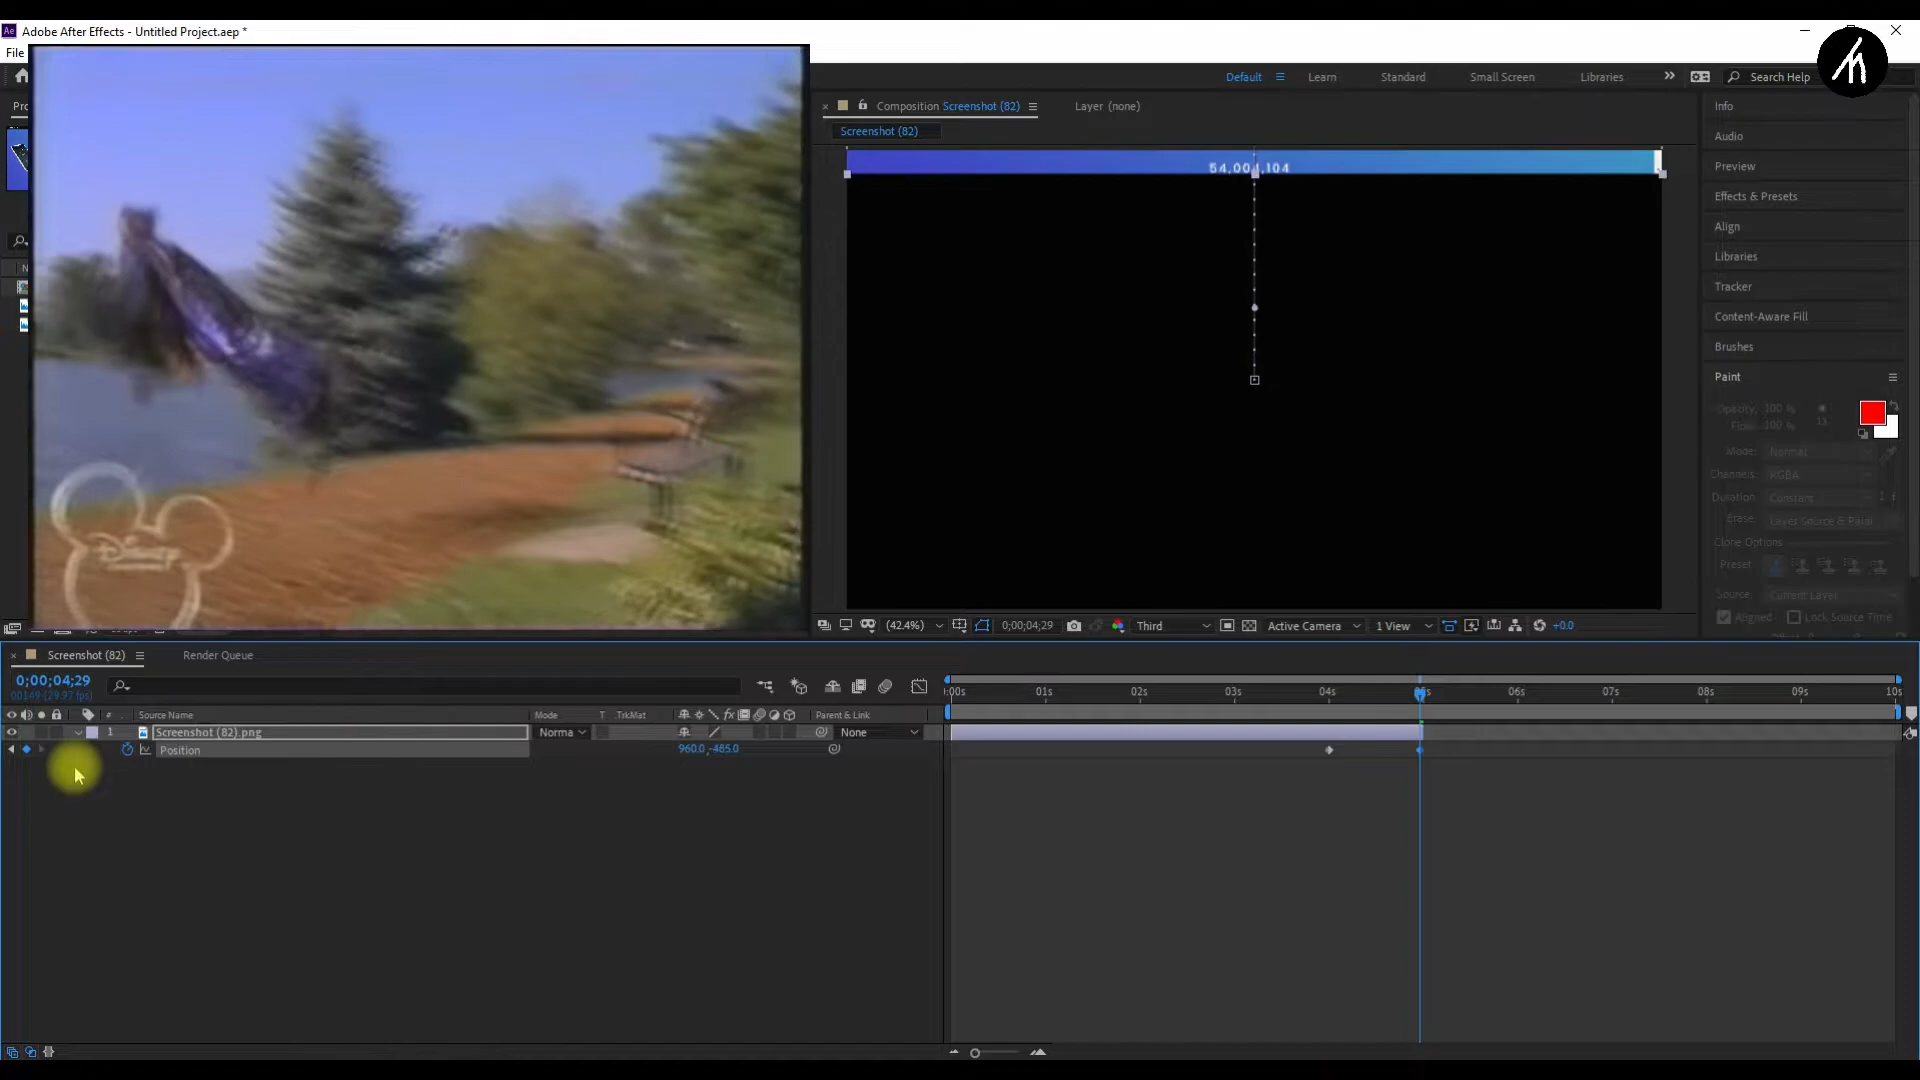 Adobe After Effects - Untitled Project.aep *
File
Default
Learn
Standard
Small Screen
Libraries
Search Help
Composition Screenshot (82)
Layer (none)
Screenshot (82)
Info
Audio
Preview
Effects & Presets
Align
Libraries
Tracker
Content-Aware Fill
Brushes
Paint
Opacity: 100 %
Flow: 100 %
13
Mode: Normal
Channels: RGBA
Duration: Constant 1 f
Erase: Layer Source & Paint
Clone Options
Preset:
Source: Current Layer
Aligned
Lock Source Time
Disney
(42.4%)
0;00;04;29
Third
Active Camera
1 View
+0.0
Screenshot (82)
Render Queue
0;00;04;29
00149 (29.97 fps)
# Source Name
Mode
T .TrkMat
Parent & Link
1 Screenshot (82).png
Norma
None
Position
960.0,-485.0
01s
02s
03s
04s
06s
07s
08s
09s
10s